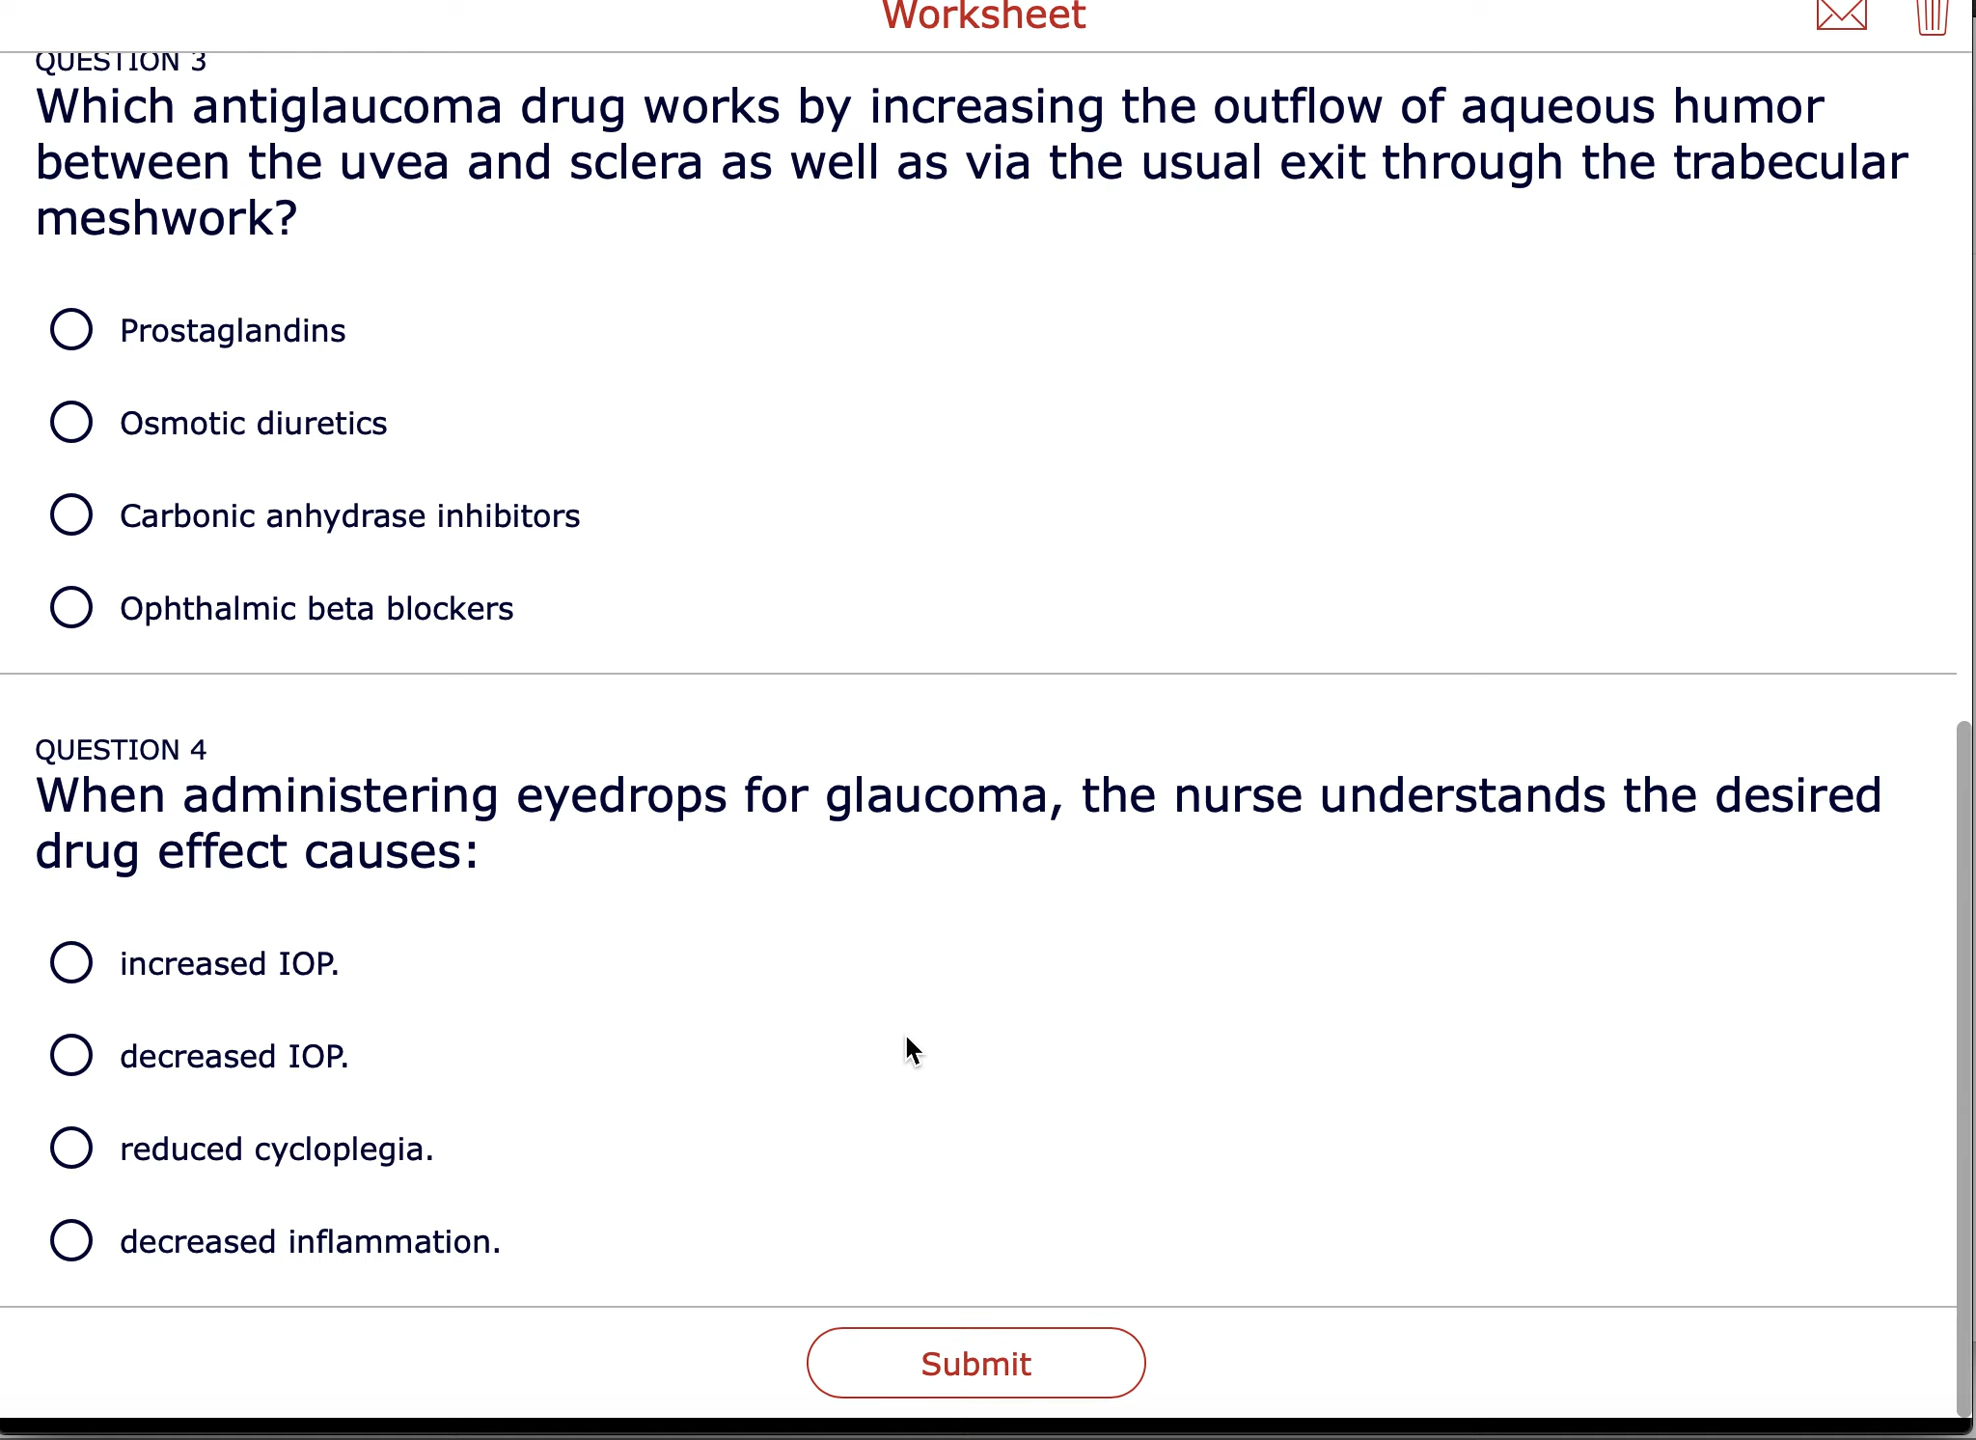 Worksheet
QUESTION 3
Which antiglaucoma drug works by increasing the outflow of aqueous humor
between the uvea and sclera as well as via the usual exit through the trabecular
meshwork?
Prostaglandins
Osmotic diuretics
Carbonic anhydrase inhibitors
Ophthalmic beta blockers
QUESTION 4
When administering eyedrops for glaucoma, the nurse understands the desired
drug effect causes:
increased IOP.
decreased IOP.
reduced cycloplegia.
decreased inflammation.
Submit